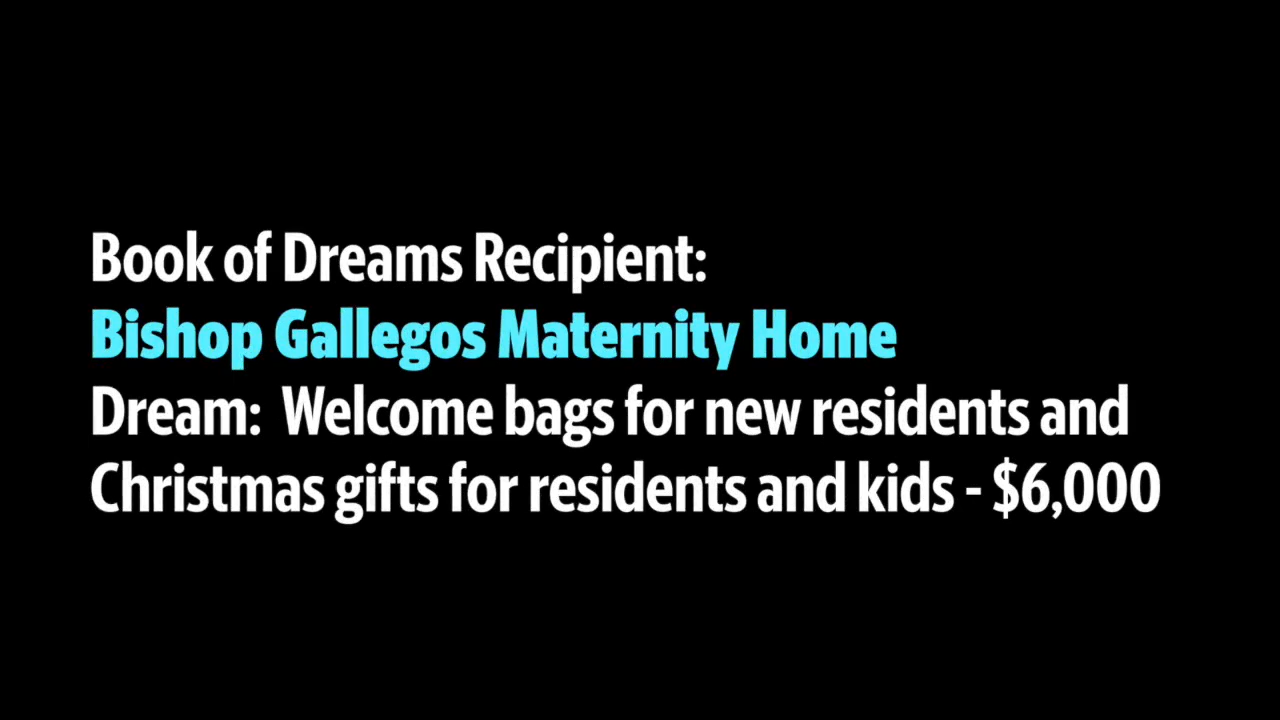 Book of Dreams Recipient:
Bishop Gallegos Maternity Home
Dream:  Welcome bags for new residents and
Christmas gifts for residents and kids - $6,000